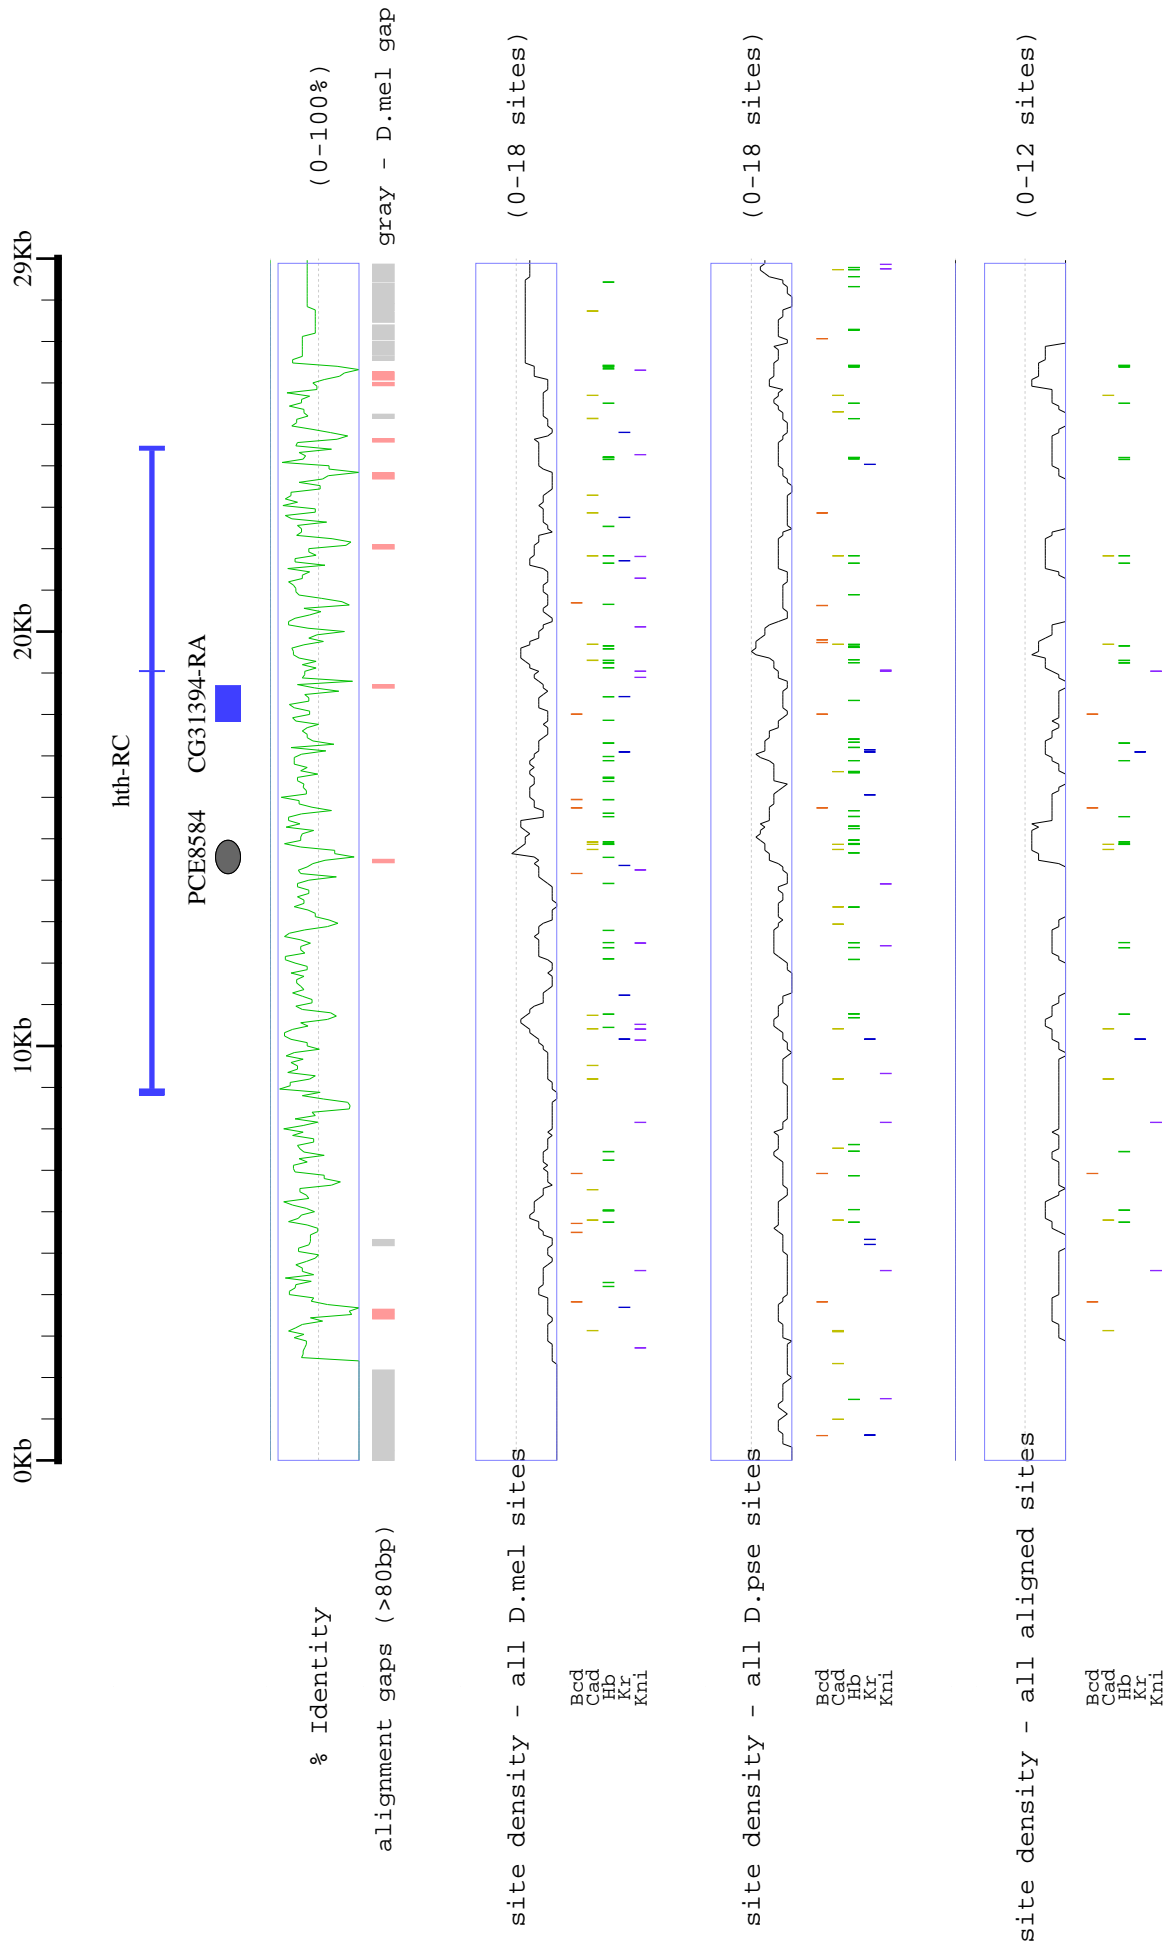 0Kb 10Kb 20Kb 29Kb
hth-RC
PCE8584 CG31394-RA
% Identity (0-100%)
alignment gaps (>80bp) gray - D.mel gap
site density - all D.mel sites (0-18 sites)
Bcd
Cad
Hb
Kr
Kni
site density - all D.pse sites (0-18 sites)
Bcd
Cad
Hb
Kr
Kni
site density - all aligned sites (0-12 sites)
Bcd
Cad
Hb
Kr
Kni